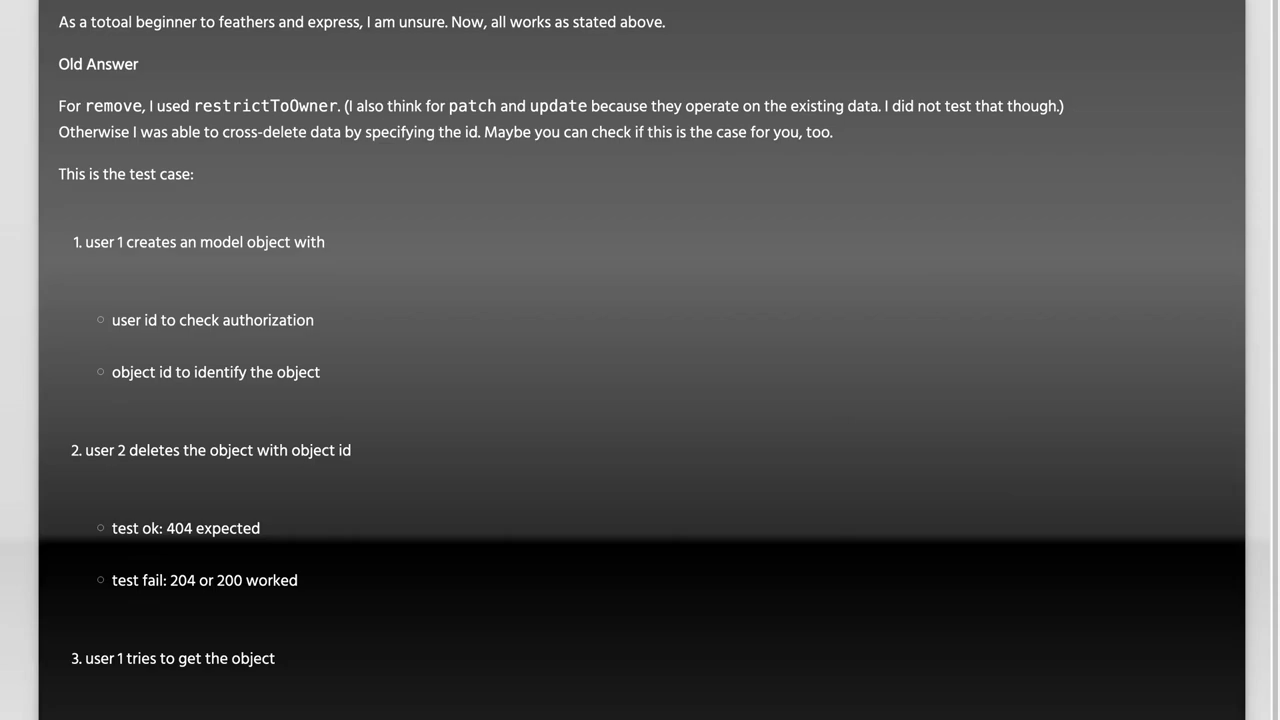 As a totoal beginner to feathers and express, I am unsure. Now, all works as stated above.
Old Answer
For remove, I used restrictToOwner. (I also think for patch and update because they operate on the existing data. I did not test that though.)
Otherwise I was able to cross-delete data by specifying the id. Maybe you can check if this is the case for you, too.
This is the test case:
1. user 1 creates an model object with
○ user id to check authorization
○ object id to identify the object
2. user 2 deletes the object with object id
○ test ok: 404 expected
○ test fail: 204 or 200 worked
3. user 1 tries to get the object